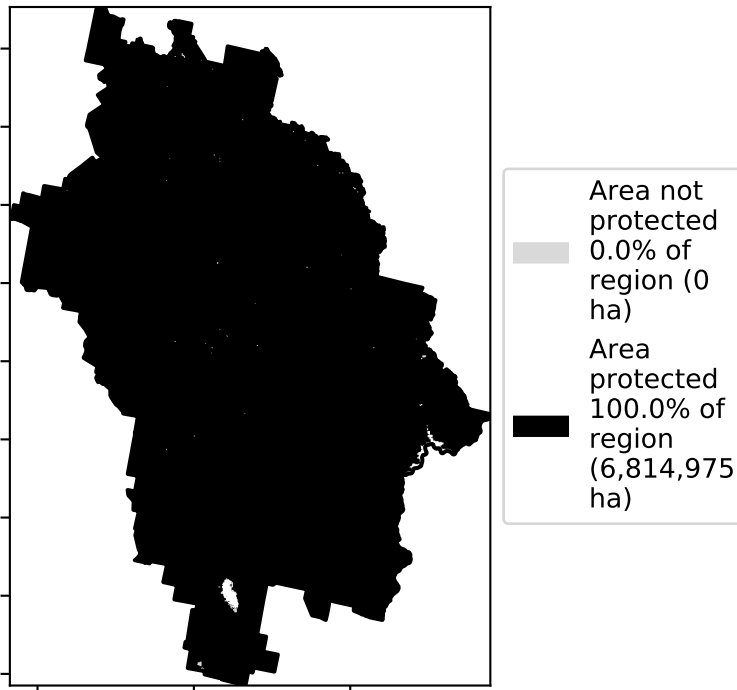 Area not
protected
0.0% of
region (0
ha)
Area
protected
100.0% of
region
(6,814,975
ha)